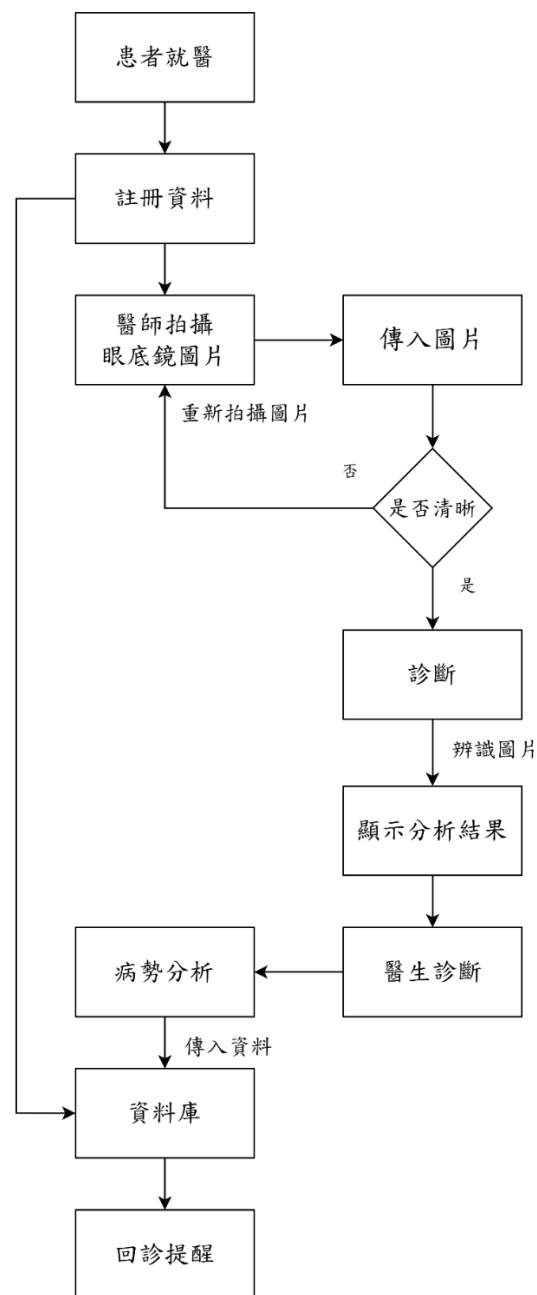 患者就醫
註冊資料
醫師拍攝
眼底鏡圖片
傳入圖片
重新拍攝圖片
否
是否清晰
是
診斷
辨識圖片
顯示分析結果
醫生診斷
病勢分析
傳入資料
資料庫
回診提醒